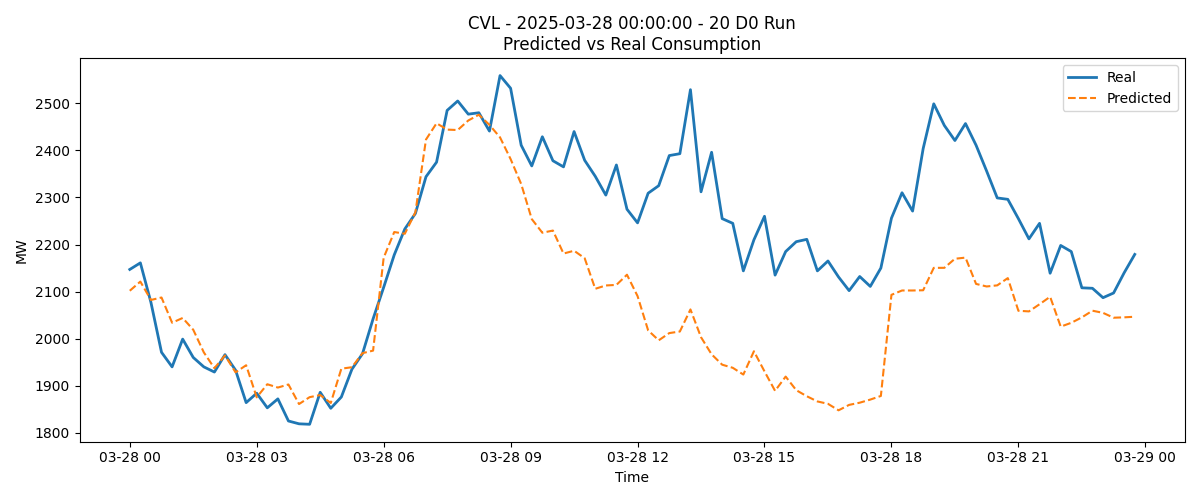 CVL - 2025-03-28 00:00:00 - 20 D0 Run
Predicted vs Real Consumption
Real
Predicted
MW
2500
2400
2300
2200
2100
2000
1900
1800
03-28 00
03-28 03
03-28 06
03-28 09
03-28 12
03-28 15
03-28 18
03-28 21
03-29 00
Time